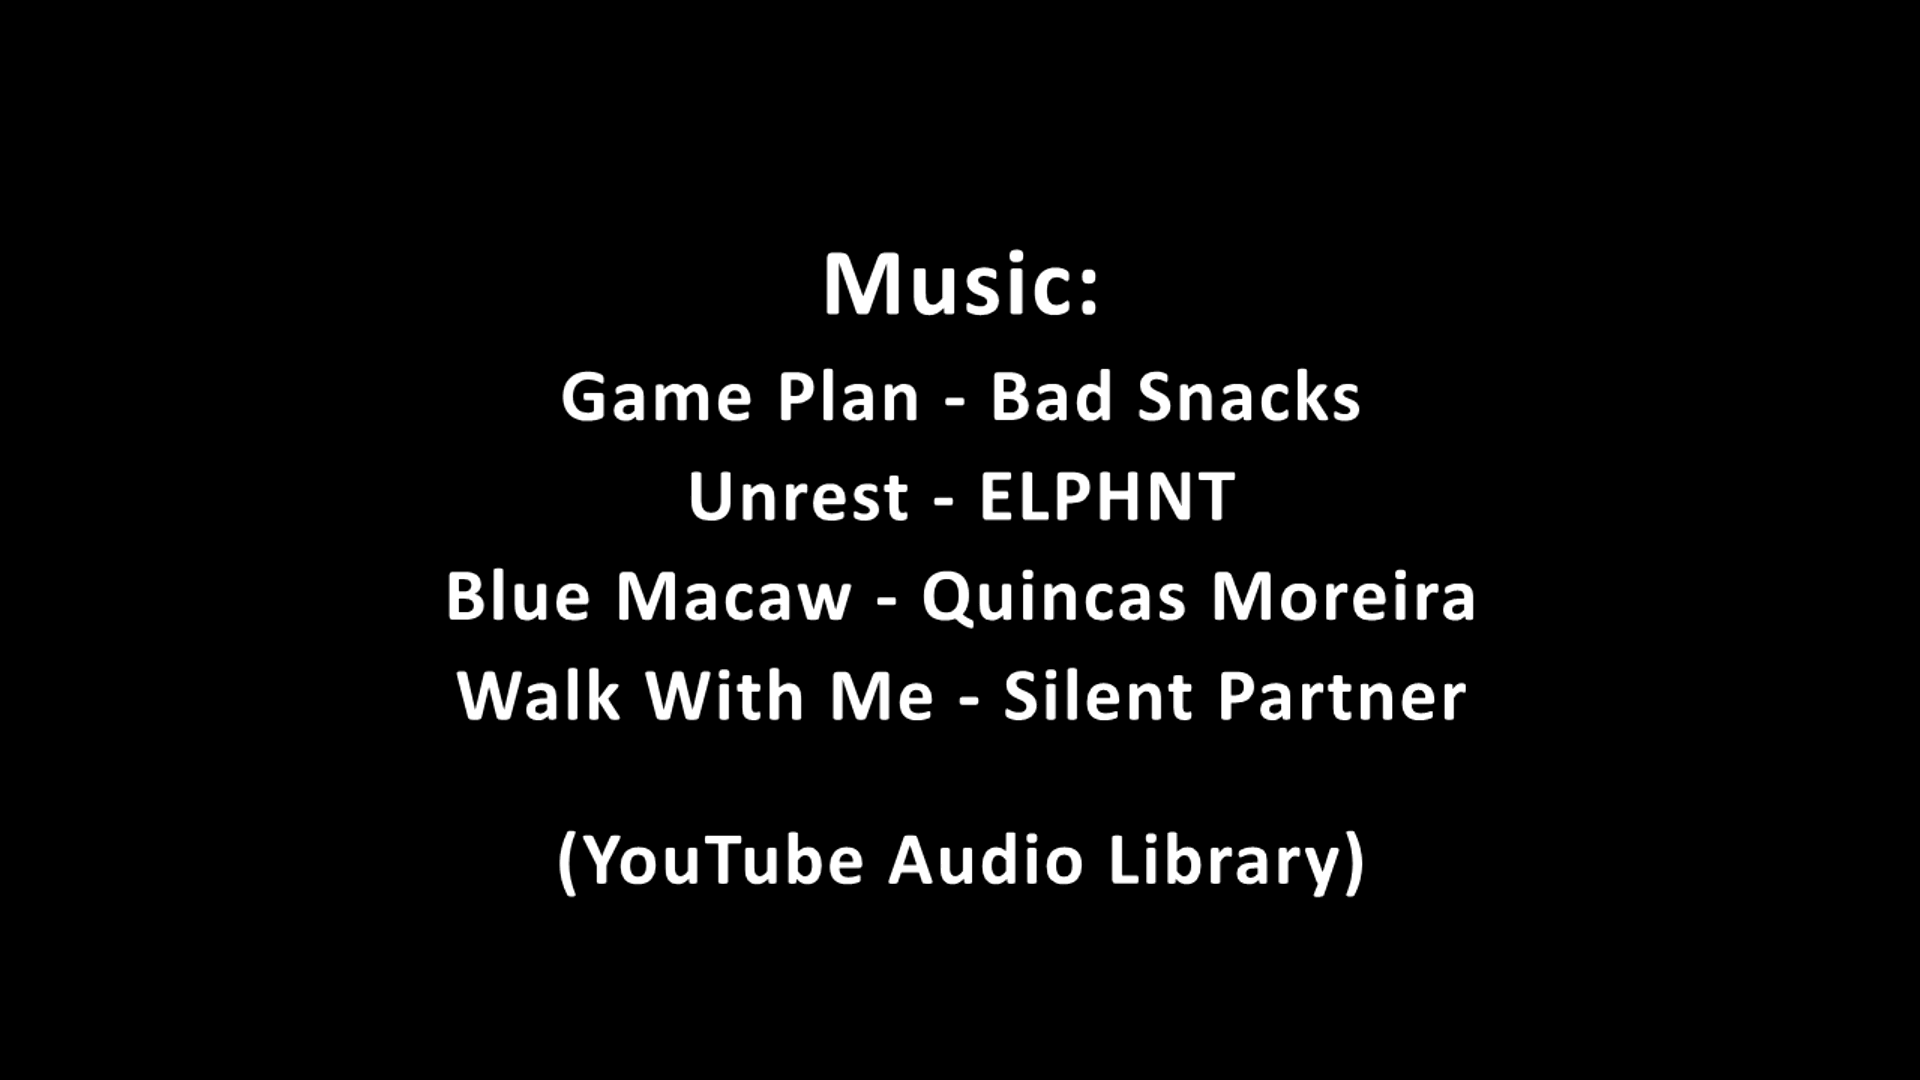 Music:
Game Plan - Bad Snacks
Unrest - ELPHNT
Blue Macaw - Quincas Moreira
Walk With Me - Silent Partner
(YouTube Audio Library)